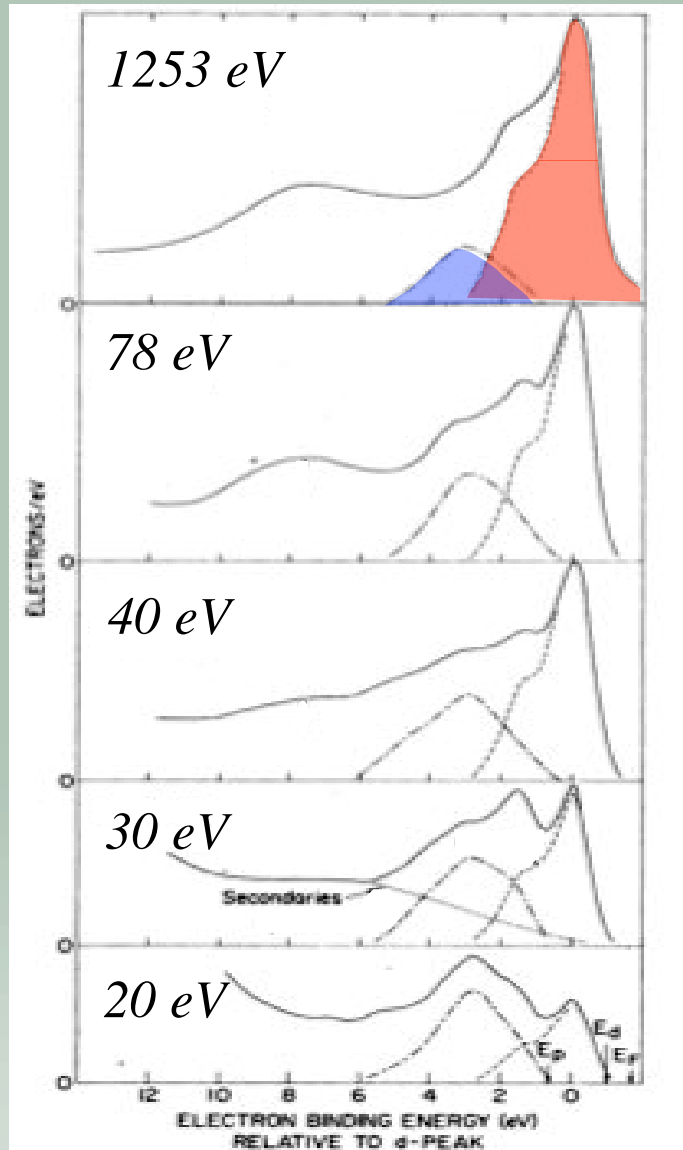 1253 eV
0
78 eV
0
40 eV
0
30 eV
Secondaries
0
20 eV
Ep
Ed
EF
0
12 10 8 6 4 2 0
ELECTRONS/eV
ELECTRON BINDING ENERGY (eV)
RELATIVE TO d-PEAK